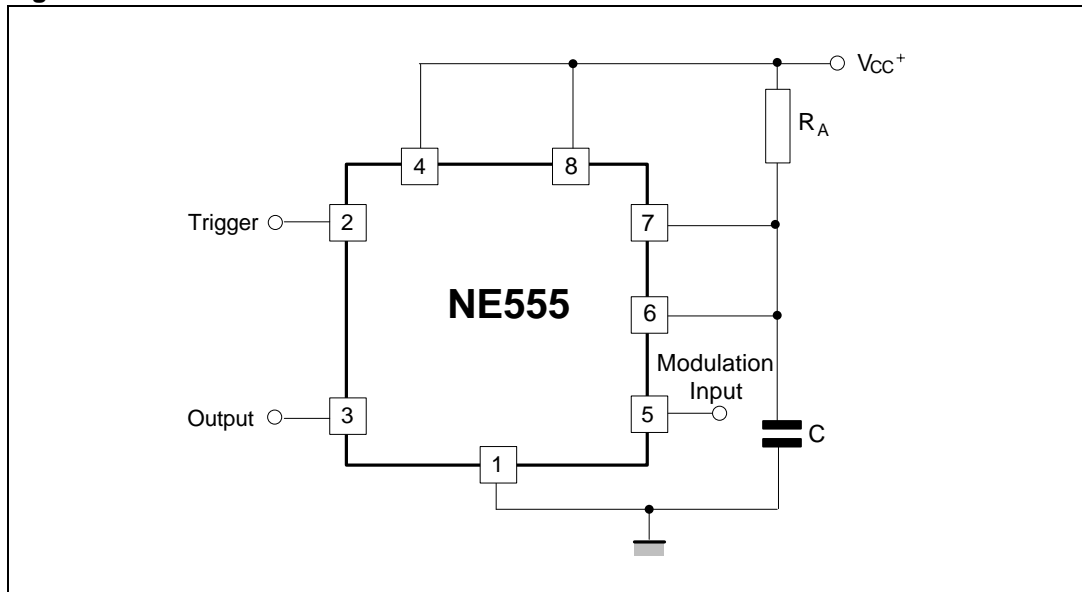 VCC+
RA
4
8
Trigger
2
7
NE555
6
Modulation
Input
Output
3
5
C
1